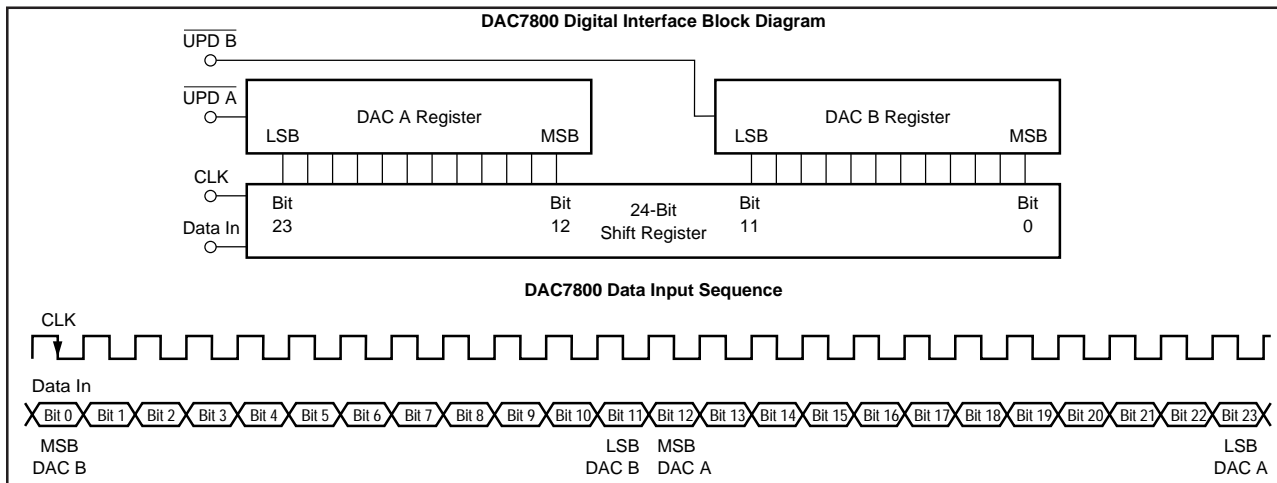 DAC7800 Digital Interface Block Diagram
UPD B
UPD A
DAC A Register
DAC B Register
LSB MSB LSB MSB
CLK
Bit Bit 24-Bit Bit Bit
Data In 23 12 Shift Register 11 0
DAC7800 Data Input Sequence
CLK
Data In
Bit 0 Bit 1 Bit 2 Bit 3 Bit 4 Bit 5 Bit 6 Bit 7 Bit 8 Bit 9 Bit 10 Bit 11 Bit 12 Bit 13 Bit 14 Bit 15 Bit 16 Bit 17 Bit 18 Bit 19 Bit 20 Bit 21 Bit 22 Bit 23
MSB LSB MSB LSB
DAC B DAC B DAC A DAC A